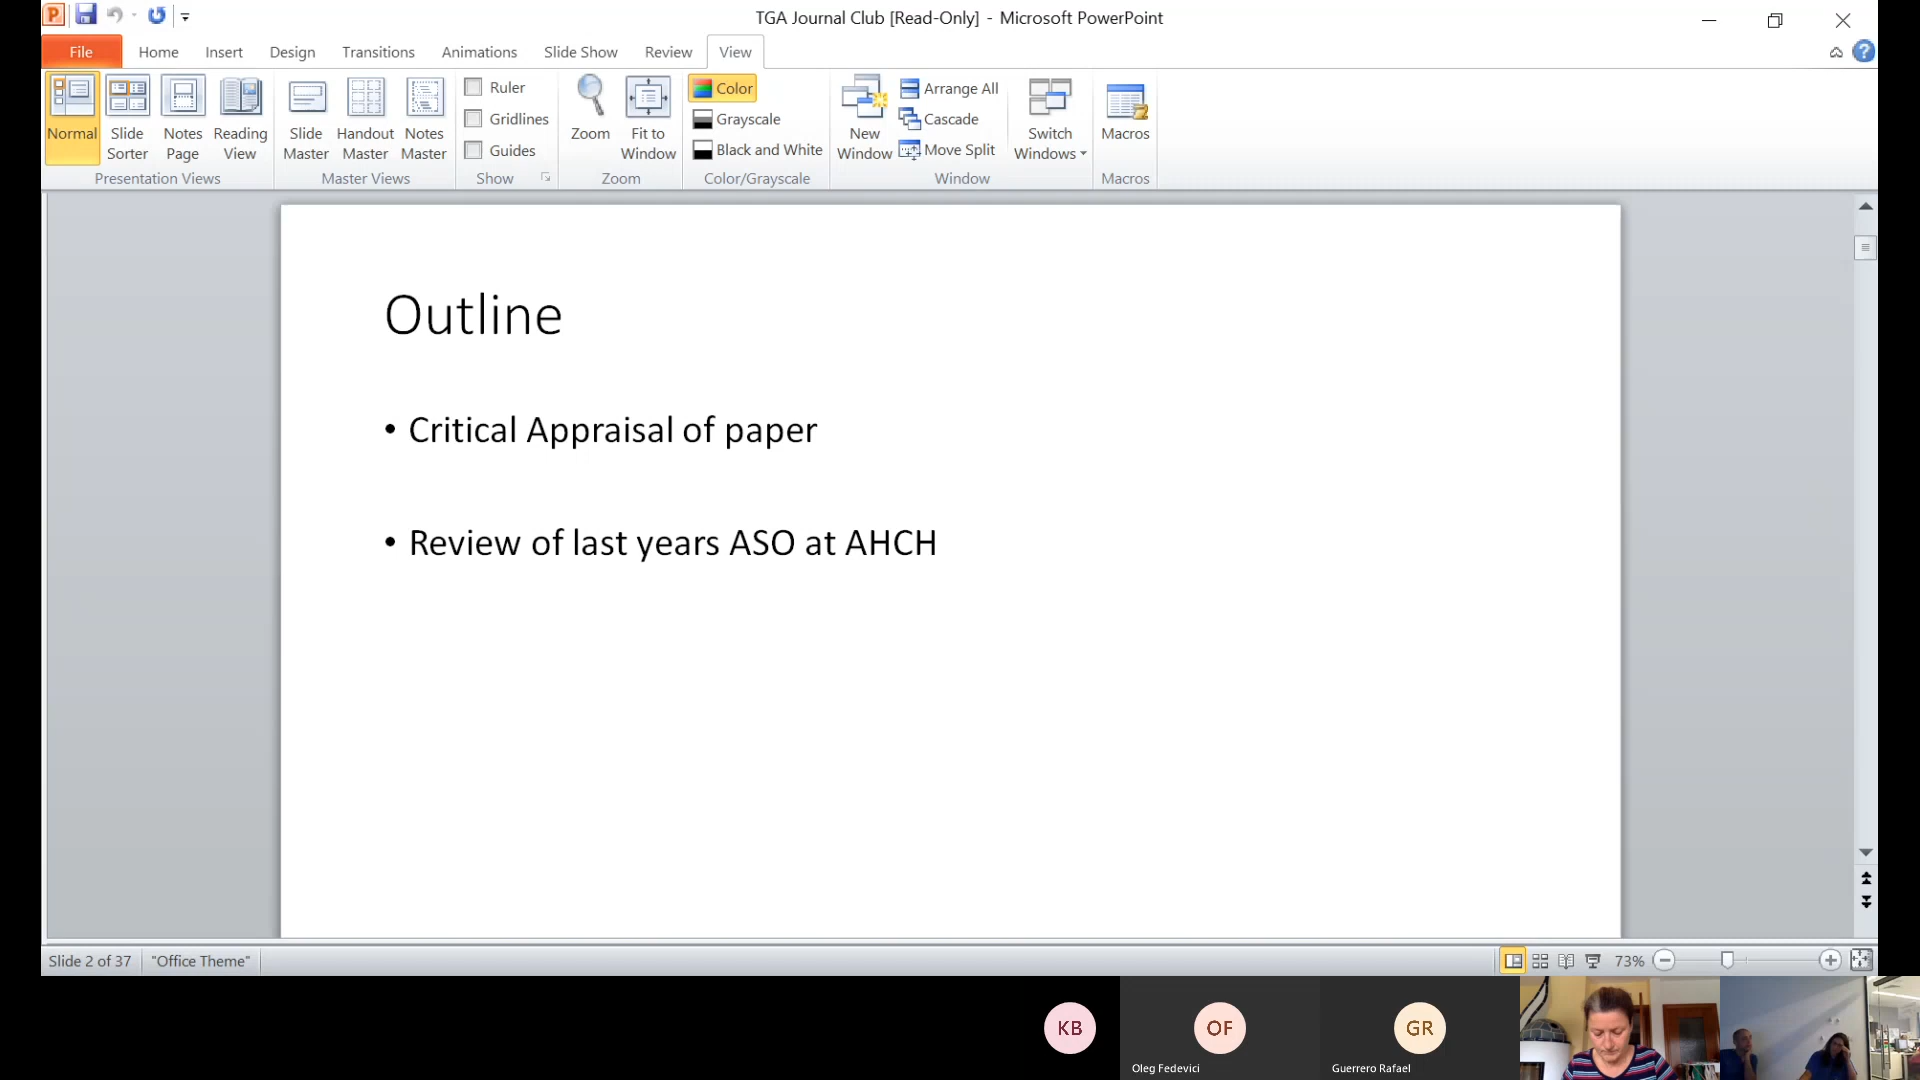 TGA Journal Club [Read-Only] - Microsoft PowerPoint
File Home Insert Design Transitions Animations Slide Show Review View
Normal
Slide Sorter
Notes Page
Reading View
Presentation Views
Slide Master
Handout Master
Notes Master
Master Views
Ruler
Gridlines
Guides
Show
Zoom
Fit to Window
Zoom
Color
Grayscale
Black and White
Color/Grayscale
New Window
Arrange All
Cascade
Move Split
Switch Windows
Window
Macros
Macros
Outline
• Critical Appraisal of paper
• Review of last years ASO at AHCH
Slide 2 of 37 "Office Theme" 73%
KB OF GR
Oleg Fedevici Guerrero Rafael